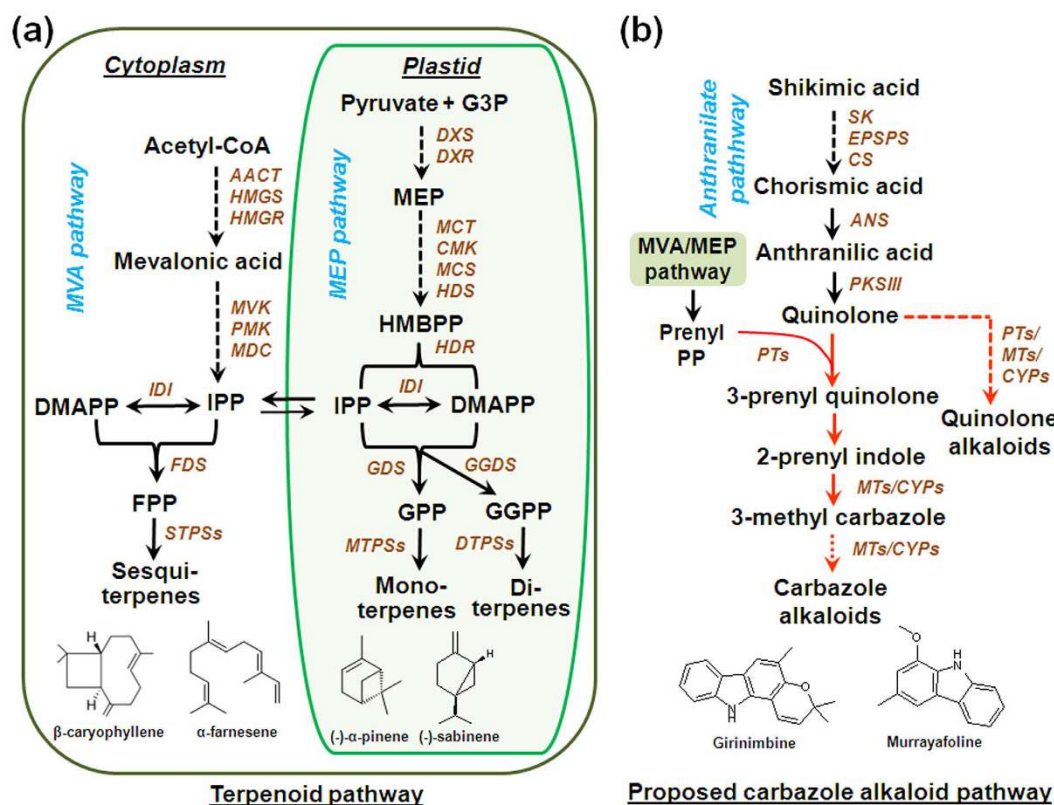 (a)
Cytoplasm
MVA pathway
Acetyl-CoA
AACT
HMGS
HMGR
Mevalonic acid
MVK
PMK
MDC
DMAPP
IDI
IPP
FDS
FPP
STPSs
Sesqui-
terpenes
H
H
β-caryophyllene
α-farnesene
Plastid
MEP pathway
Pyruvate + G3P
DXS
DXR
MEP
MCT
CMK
MCS
HDS
HMBPP
HDR
IPP
IDI
DMAPP
GDS
GGDS
GPP
GGPP
MTPSs
DTPSs
Mono-
terpenes
Di-
terpenes
H
(-)-α-pinene
(-)-sabinene
Terpenoid pathway
(b)
Anthranilate
pathhway
Shikimic acid
SK
EPSPS
CS
Chorismic acid
ANS
Anthranilic acid
MVA/MEP
pathway
PKSIII
Quinolone
Prenyl
PP
PTs
PTs/
MTs/
CYPs
3-prenyl quinolone
Quinolone
alkaloids
2-prenyl indole
MTs/CYPs
3-methyl carbazole
MTs/CYPs
Carbazole
alkaloids
NH
O
Girinimbine
O
H
N
Murrayafoline
Proposed carbazole alkaloid pathway